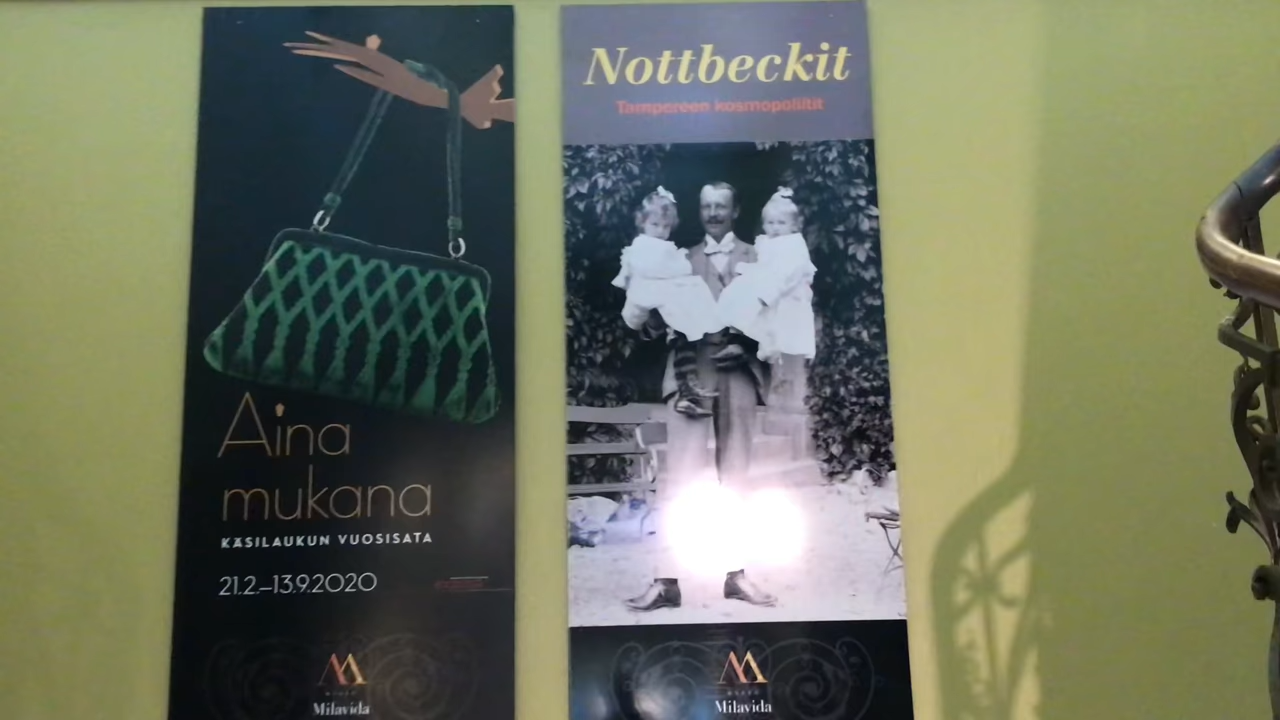 Aina
mukana
KÄSILAUKUN VUOSISATA
21.2.–13.9.2020
Milavida
Nottbeckit
Tampereen kosmopoliitit
Milavida